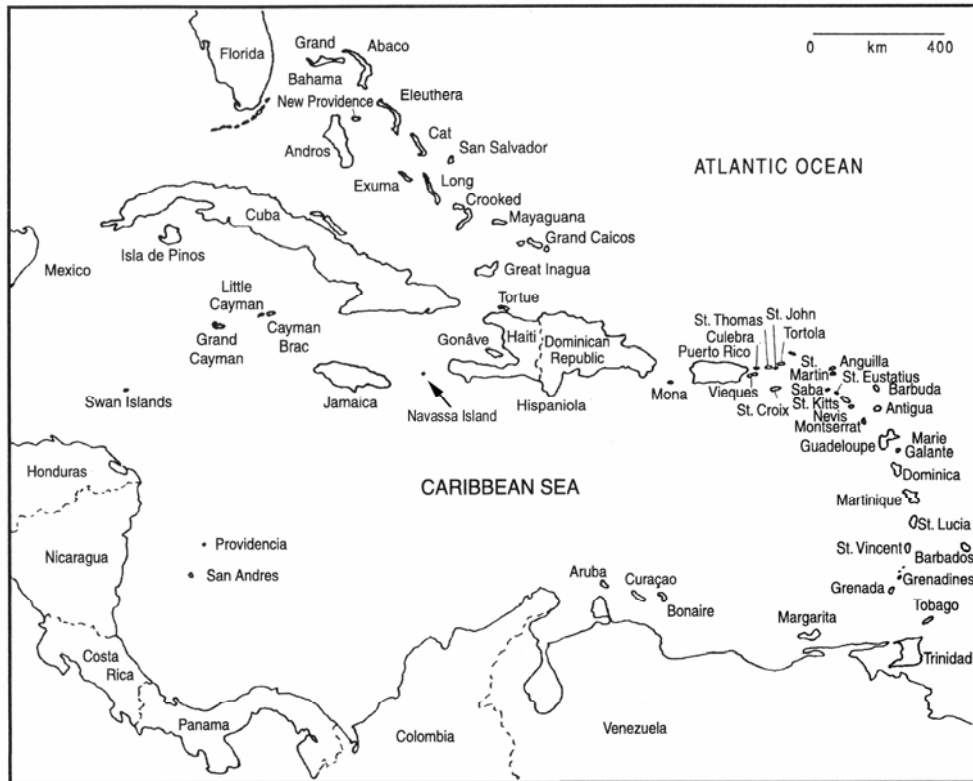 Florida
Grand
Bahama
Abaco
0 km 400
New Providence
Eleuthera
Andros
Cat
San Salvador
ATLANTIC OCEAN
Exuma
Long
Crooked
Cuba
Mayaguana
Isla de Pinos
Grand Caicos
Mexico
Great Inagua
Little
Cayman
Tortue
Cayman
Brac
Grand
Cayman
Gonâve
Haiti
Dominican
Republic
St. Thomas
St. John
Culebra
Tortola
Puerto Rico
St.
Martin
Anguilla
Swan Islands
Jamaica
Navassa Island
Hispaniola
Mona
Vieques
Saba
St. Eustatius
Barbuda
St. Croix
St. Kitts
Nevis
Antigua
Montserrat
Guadeloupe
Marie
Galante
Honduras
CARIBBEAN SEA
Dominica
Martinique
St. Lucia
Nicaragua
Providencia
St. Vincent
Barbados
San Andres
Aruba
Curaçao
Bonaire
Grenadines
Grenada
Margarita
Tobago
Costa
Rica
Trinidad
Panama
Colombia
Venezuela